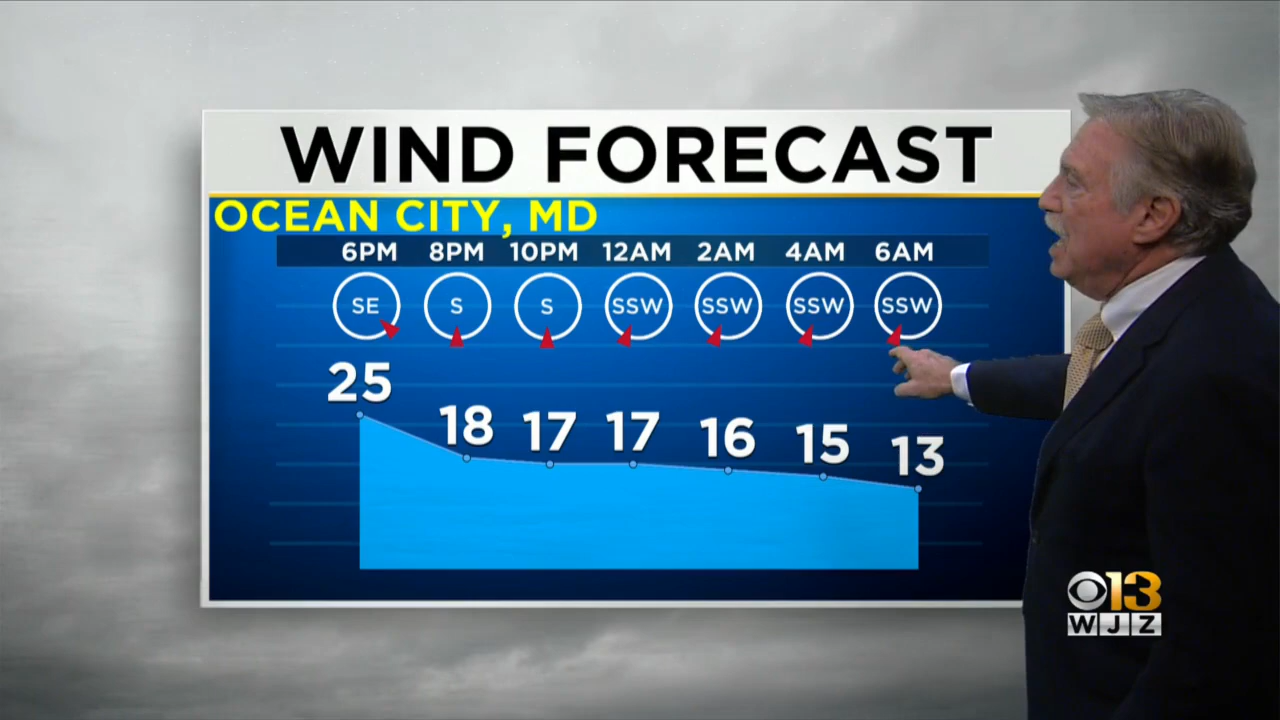 WIND FORECAST
OCEAN CITY, MD
6PM 8PM 10PM 12AM 2AM 4AM 6AM
SE S S SSW SSW SSW SSW
25 18 17 17 16 15 13
13
WJZ